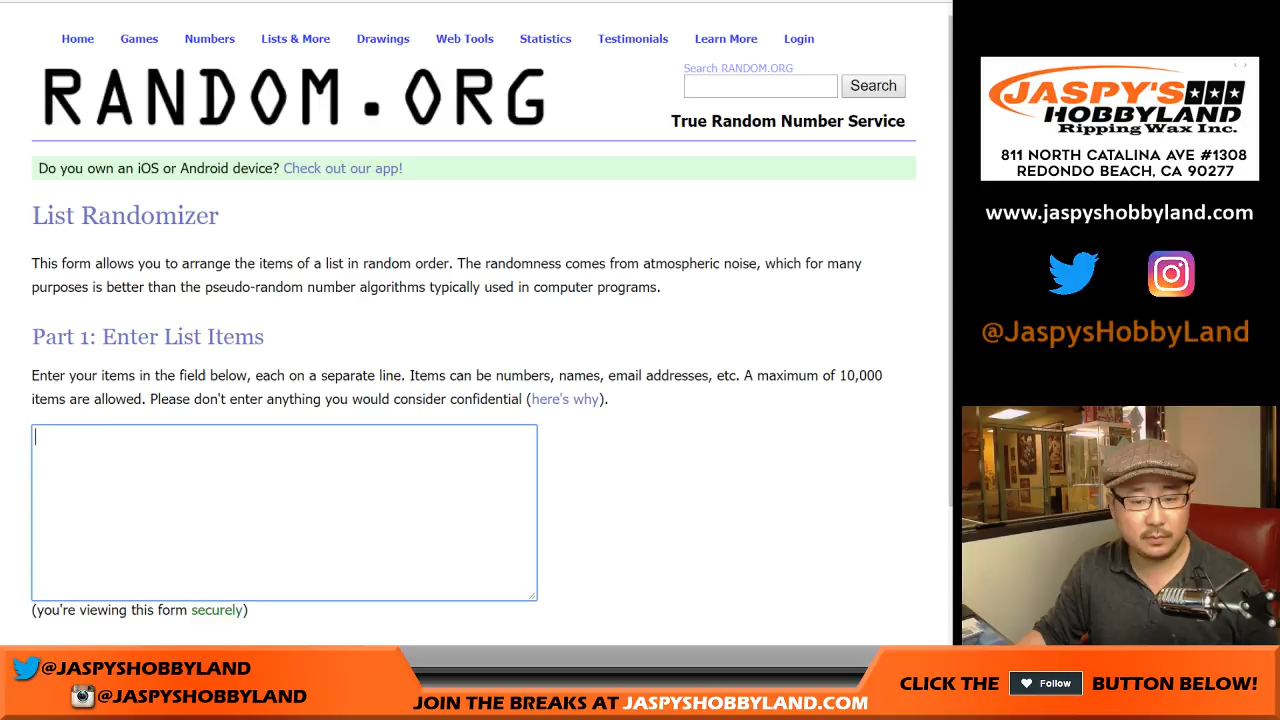 Home Games Numbers Lists & More Drawings Web Tools Statistics Testimonials Learn More Login
RANDOM.ORG
Search RANDOM.ORG
Search
True Random Number Service
Do you own an iOS or Android device? Check out our app!
List Randomizer
This form allows you to arrange the items of a list in random order. The randomness comes from atmospheric noise, which for many
purposes is better than the pseudo-random number algorithms typically used in computer programs.
Part 1: Enter List Items
Enter your items in the field below, each on a separate line. Items can be numbers, names, email addresses, etc. A maximum of 10,000
items are allowed. Please don't enter anything you would consider confidential (here's why).
(you're viewing this form securely)
JASPY'S
HOBBYLAND
Ripping Wax Inc.
811 NORTH CATALINA AVE #1308
REDONDO BEACH, CA 90277
www.jaspyshobbyland.com
@JaspysHobbyLand
@JASPYSHOBBYLAND
@JASPYSHOBBYLAND
JOIN THE BREAKS AT JASPYSHOBBYLAND.COM
CLICK THE Follow BUTTON BELOW!